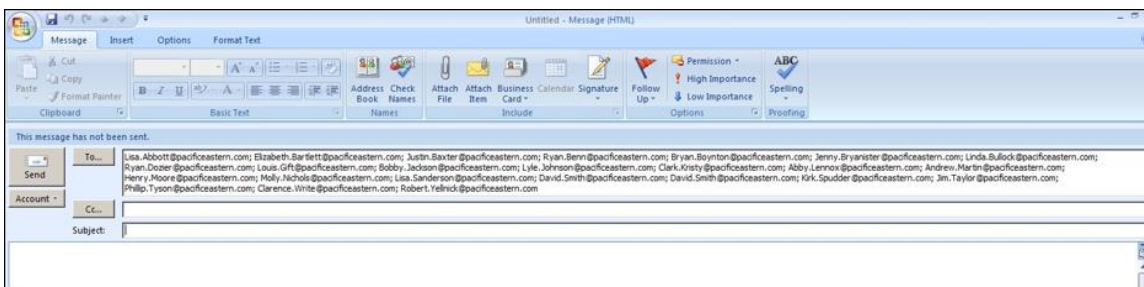 Untitled - Message (HTML)
Message Insert Options Format Text
Paste
Cut
Copy
Format Painter
Clipboard
B I U
A A
Basic Text
Address Book
Check Names
Names
Attach File
Attach Item
Business Card
Calendar
Signature
Include
Follow Up
Permission
High Importance
Low Importance
Options
ABC
Spelling
Proofing
This message has not been sent.
Send
Account
To...
Lisa.Abbott@pacificeastern.com; Elizabeth.Bartlett@pacificeastern.com; Justin.Baxter@pacificeastern.com; Ryan.Benn@pacificeastern.com; Bryan.Boynton@pacificeastern.com; Jenny.Bryanister@pacificeastern.com; Linda.Bullock@pacificeastern.com;
Ryan.Dozier@pacificeastern.com; Louis.Gift@pacificeastern.com; Bobby.Jackson@pacificeastern.com; Lyle.Johnson@pacificeastern.com; Clark.Kristy@pacificeastern.com; Abby.Lennox@pacificeastern.com; Andrew.Martin@pacificeastern.com;
Henry.Moore@pacificeastern.com; Molly.Nichols@pacificeastern.com; Lisa.Sanderson@pacificeastern.com; David.Smith@pacificeastern.com; David.Smith@pacificeastern.com; Kirk.Spudder@pacificeastern.com; Jim.Taylor@pacificeastern.com;
Philip.Tyson@pacificeastern.com; Clarence.Write@pacificeastern.com; Robert.Yellnick@pacificeastern.com
Cc...
Subject: